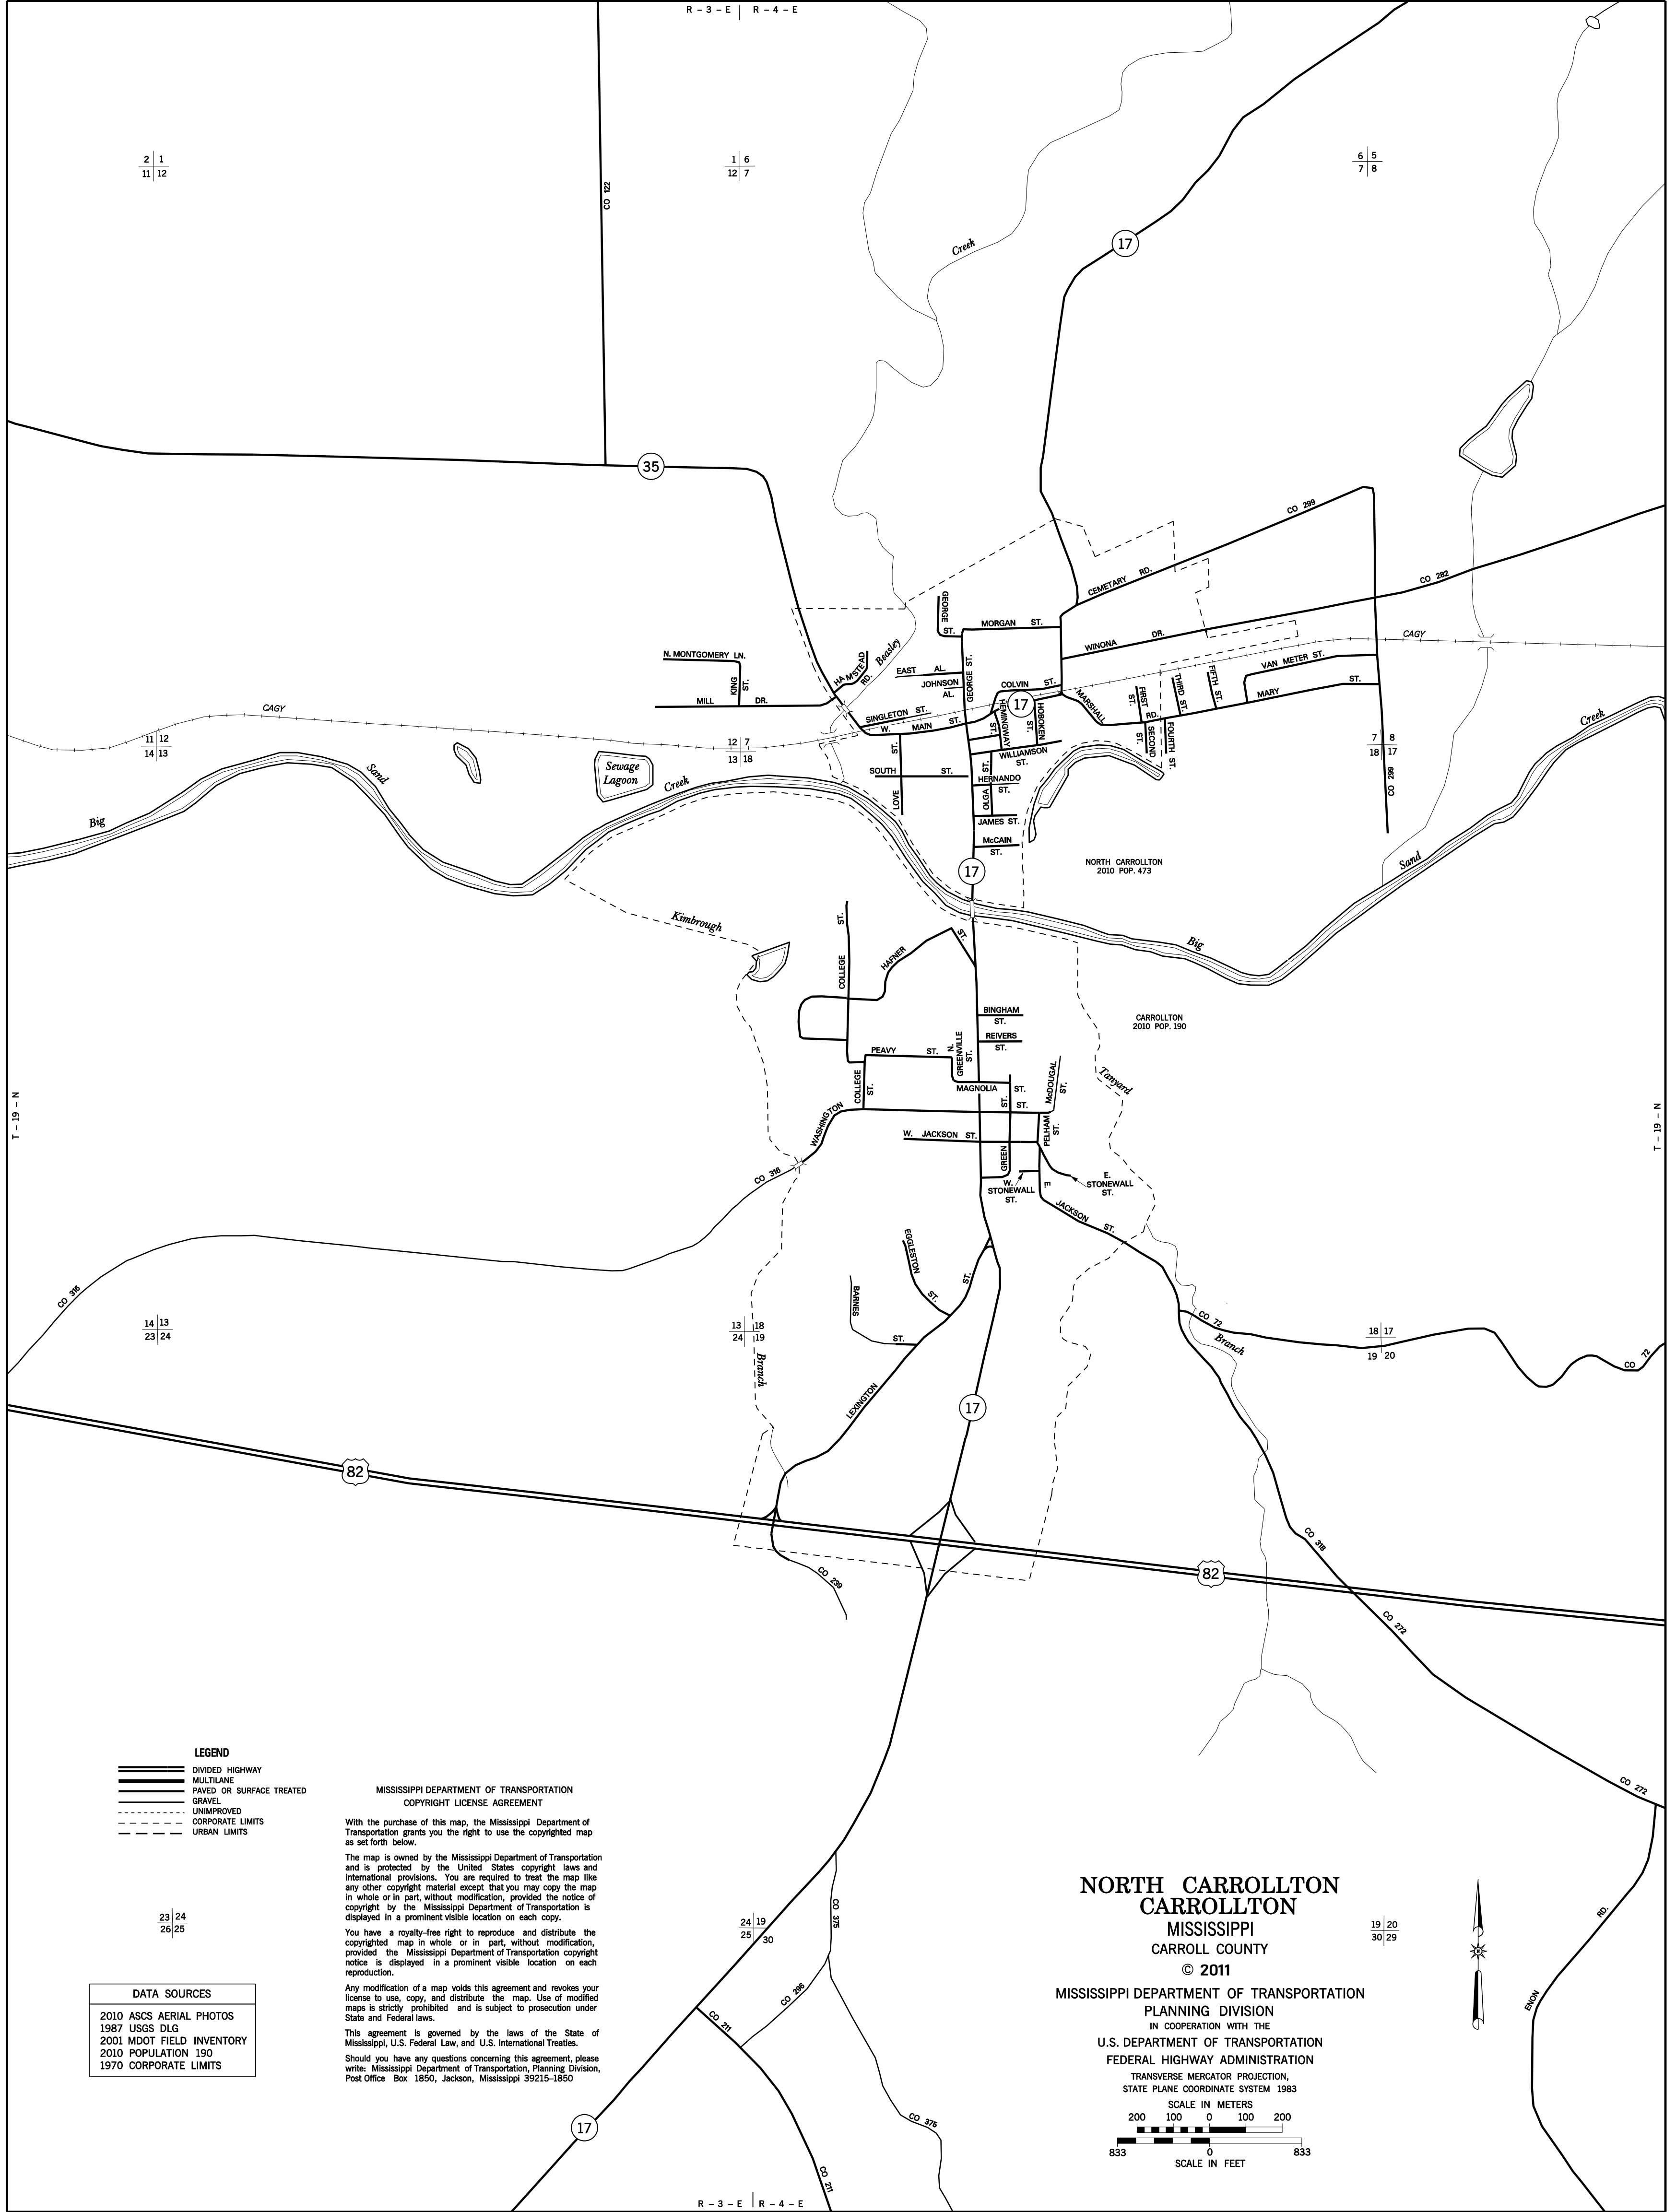 R - 3 - E | R - 4 - E
2 | 1
11 | 12
1 | 6
12 | 7
6 | 5
7 | 8
CO 122
Creek
17
35
CO 299
CO 282
CEMETARY RD.
GEORGE ST.
MORGAN ST.
WINONA DR.
CAGY
N. MONTGOMERY LN.
KING ST.
MILL DR.
HAMSTEAD RD.
Beasley
EAST AL.
JOHNSON AL.
GEORGE ST.
COLVIN ST.
17
MARSHALL RD.
FIRST ST.
SECOND ST.
THIRD ST.
FOURTH ST.
FIFTH ST.
VAN METER ST.
MARY ST.
SINGLETON ST.
W. MAIN ST.
HEMINGWAY ST.
HOBOKEN ST.
WILLIAMSON ST.
CAGY
11 | 12
14 | 13
12 | 7
13 | 18
7 | 8
18 | 17
CO 299
Creek
Sand
Sewage
Lagoon
Creek
SOUTH ST.
LOVE ST.
HERNANDO ST.
OLGA ST.
JAMES ST.
McCAIN
ST.
Big
17
NORTH CARROLLTON
2010 POP. 473
Sand
Kimbrough
Big
COLLEGE ST.
HAFNER ST.
CARROLLTON
2010 POP. 190
BINGHAM
ST.
REIVERS
ST.
PEAVY ST.
N. GREENVILLE ST.
MAGNOLIA ST.
COLLEGE ST.
McDOUGAL ST.
Tanyard
T - 19 - N
T - 19 - N
WASHINGTON ST.
W. JACKSON ST.
GREEN ST.
PELHAM ST.
CO 316
W.
STONEWALL
ST.
E.
STONEWALL
ST.
E. JACKSON ST.
EGGLESTON ST.
BARNES ST.
CO 316
14 | 13
23 | 24
13 | 18
24 | 19
18 | 17
19 | 20
CO 72
Branch
CO 72
Branch
LEXINGTON ST.
17
82
82
CO 239
CO 318
CO 272
CO 272
LEGEND
DIVIDED HIGHWAY
MULTILANE
PAVED OR SURFACE TREATED
GRAVEL
UNIMPROVED
CORPORATE LIMITS
URBAN LIMITS
23 | 24
26 | 25
DATA SOURCES
2010 ASCS AERIAL PHOTOS
1987 USGS DLG
2001 MDOT FIELD INVENTORY
2010 POPULATION 190
1970 CORPORATE LIMITS
MISSISSIPPI DEPARTMENT OF TRANSPORTATION
COPYRIGHT LICENSE AGREEMENT
With the purchase of this map, the Mississippi Department of
Transportation grants you the right to use the copyrighted map
as set forth below.
The map is owned by the Mississippi Department of Transportation
and is protected by the United States copyright laws and
international provisions. You are required to treat the map like
any other copyright material except that you may copy the map
in whole or in part, without modification, provided the notice of
copyright by the Mississippi Department of Transportation is
displayed in a prominent visible location on each copy.
You have a royalty-free right to reproduce and distribute the
copyrighted map in whole or in part, without modification,
provided the Mississippi Department of Transportation copyright
notice is displayed in a prominent visible location on each
reproduction.
Any modification of a map voids this agreement and revokes your
license to use, copy, and distribute the map. Use of modified
maps is strictly prohibited and is subject to prosecution under
State and Federal laws.
This agreement is governed by the laws of the State of
Mississippi, U.S. Federal Law, and U.S. International Treaties.
Should you have any questions concerning this agreement, please
write: Mississippi Department of Transportation, Planning Division,
Post Office Box 1850, Jackson, Mississippi 39215-1850
24 | 19
25 | 30
CO 375
CO 296
CO 211
CO 375
17
CO 211
NORTH CARROLLTON
CARROLLTON
MISSISSIPPI
CARROLL COUNTY
© 2011
MISSISSIPPI DEPARTMENT OF TRANSPORTATION
PLANNING DIVISION
IN COOPERATION WITH THE
U.S. DEPARTMENT OF TRANSPORTATION
FEDERAL HIGHWAY ADMINISTRATION
TRANSVERSE MERCATOR PROJECTION,
STATE PLANE COORDINATE SYSTEM 1983
SCALE IN METERS
200 100 0 100 200
833 0 833
SCALE IN FEET
19 | 20
30 | 29
ENON RD.
R - 3 - E | R - 4 - E